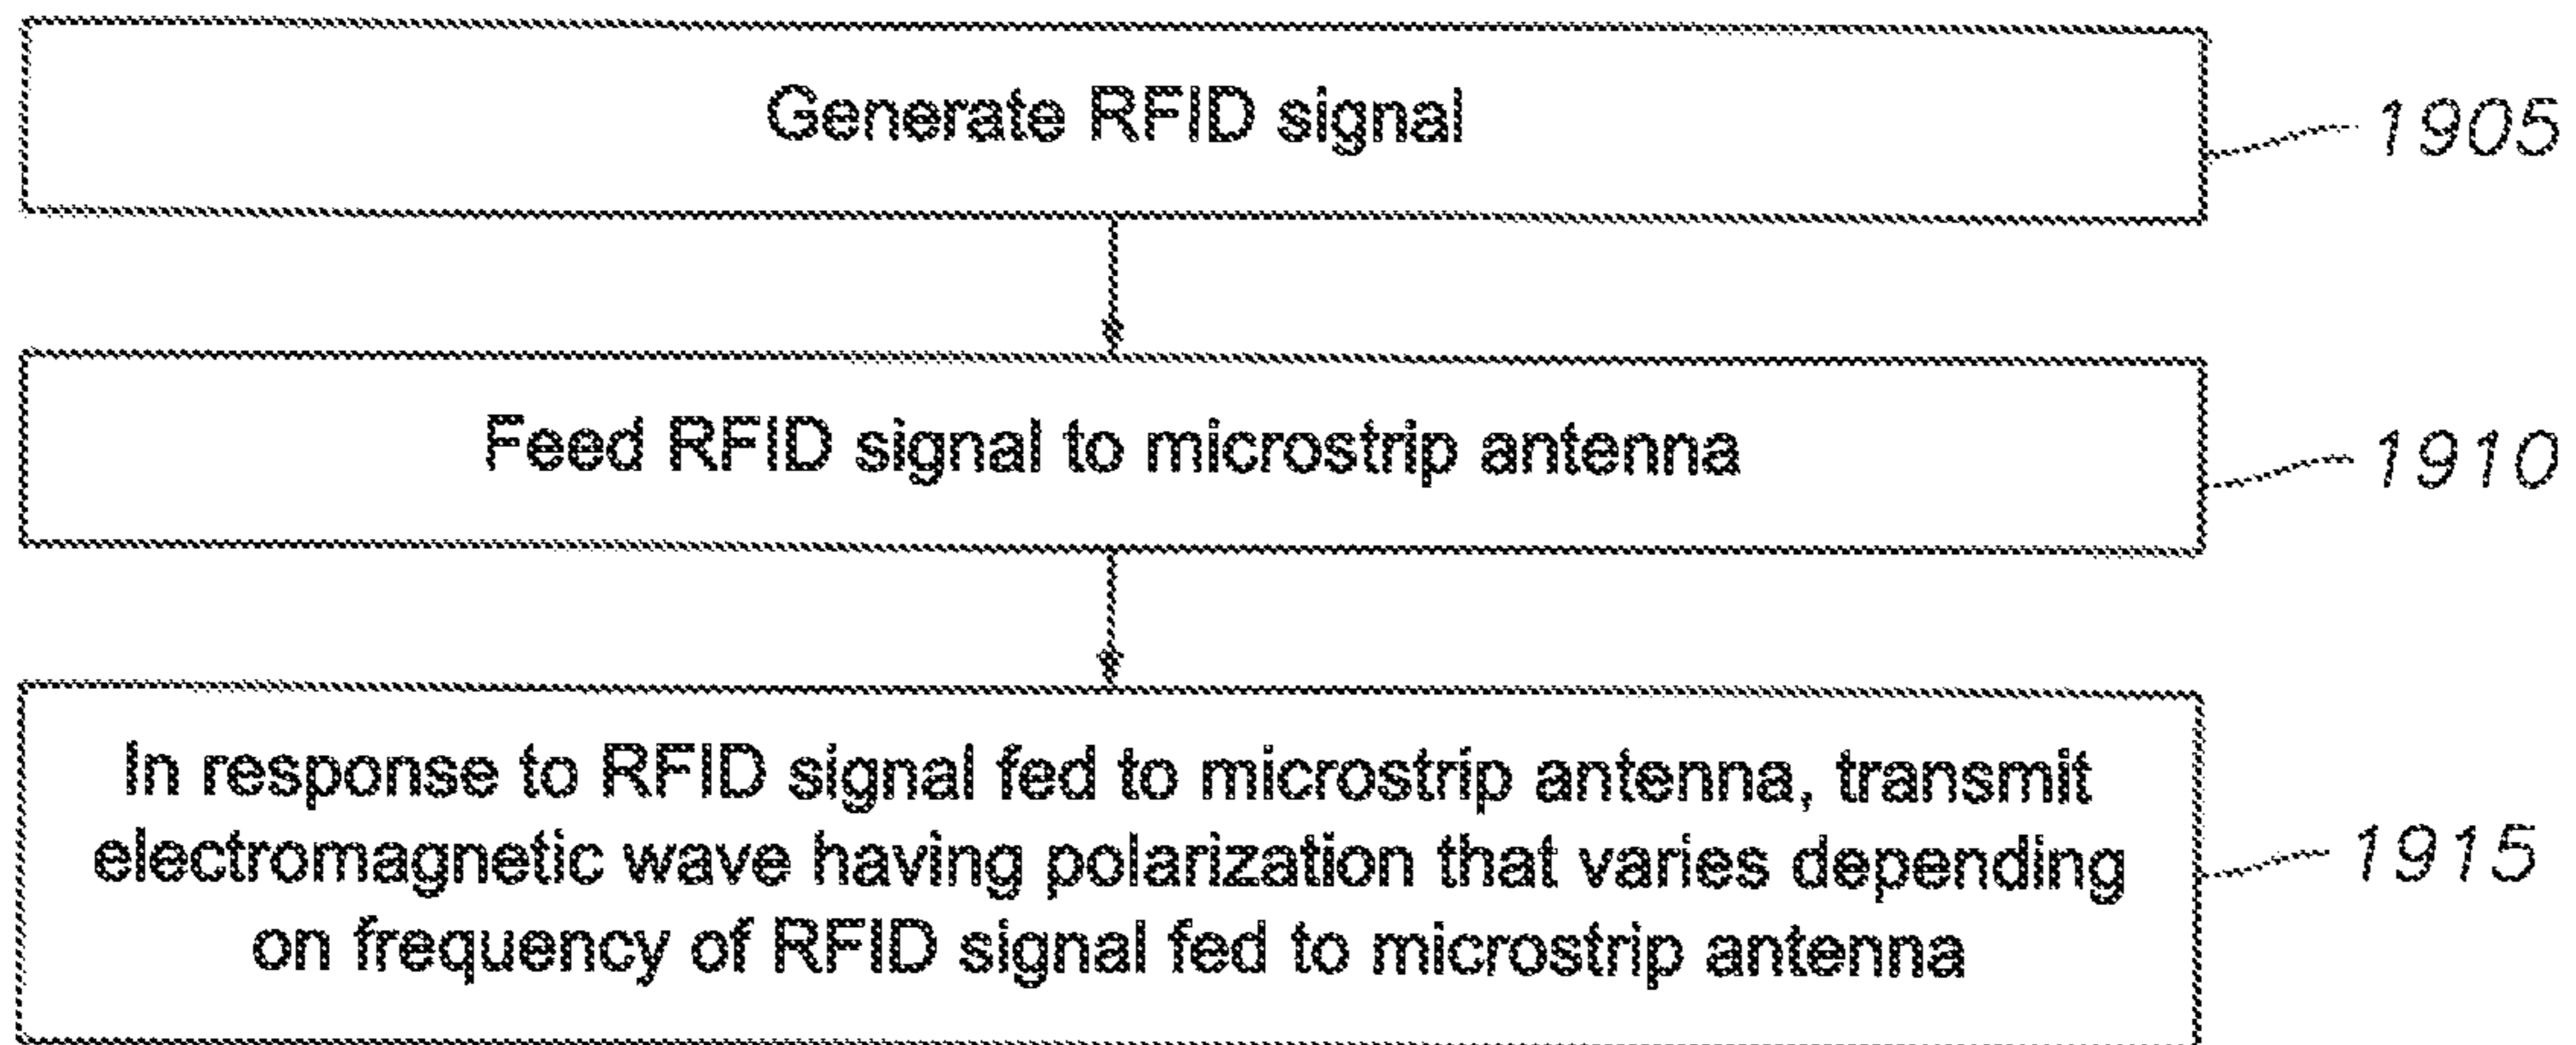 Generate RFID signal
1905
Feed RFID signal to microstrip antenna
1910
In response to RFID signal fed to microstrip antenna, transmit
electromagnetic wave having polarization that varies depending
on frequency of RFID signal fed to microstrip antenna
1915